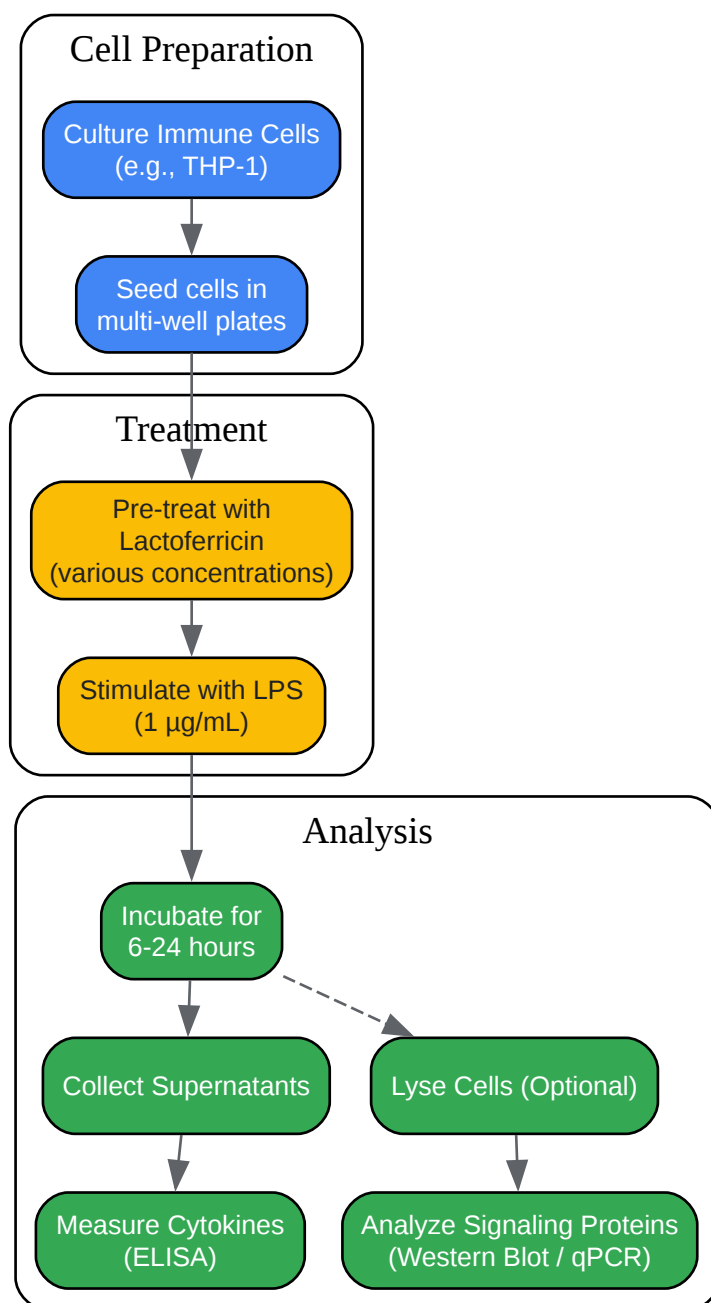 Cell Preparation
Culture Immune Cells
(e.g., THP-1)
Seed cells in
multi-well plates
Treatment
Pre-treat with
Lactoferricin
(various concentrations)
Stimulate with LPS
(1 µg/mL)
Analysis
Incubate for
6-24 hours
Collect Supernatants
Lyse Cells (Optional)
Measure Cytokines
(ELISA)
Analyze Signaling Proteins
(Western Blot / qPCR)